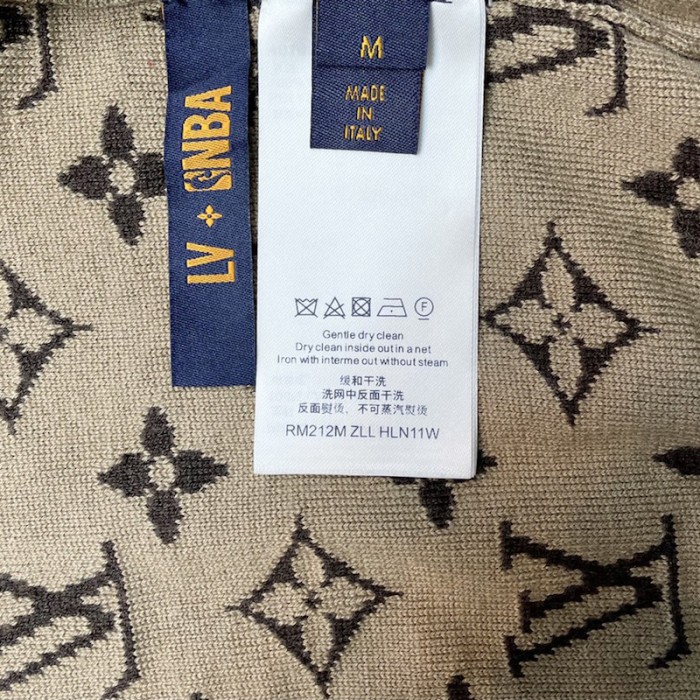 LV
NBA
M
MADE
IN
ITALY
F
Gentle dry clean
Dry clean inside out in a net
Iron with interme out without steam
缓和干洗
洗网中反面干洗
反面熨烫，不可蒸汽熨烫
RM212M ZLL HLN11W